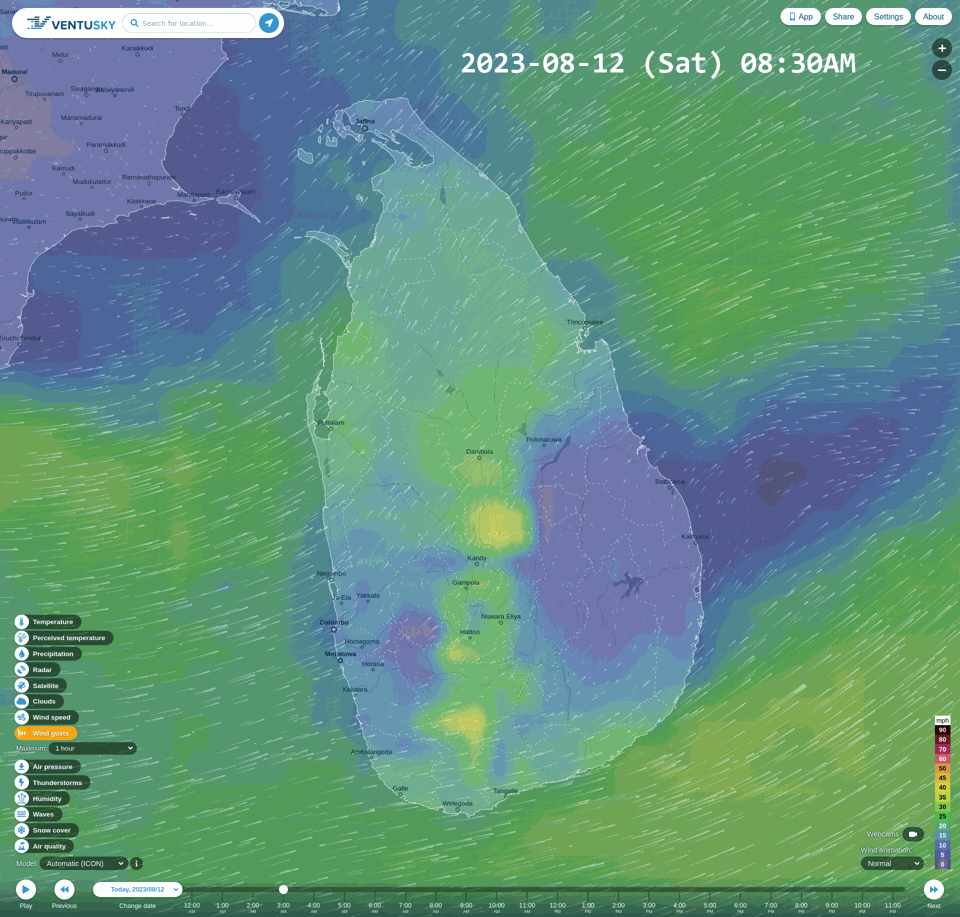 VENTUSKY
Search for location...
App
Share
Settings
About
2023-08-12 (Sat) 08:30AM
+
−
Karaikkudi
Melur
Madurai
Tirupuvanam
Manamadurai
Kariyapatti
Tondi
Paramakkudi
Kamudi
Mudukulattur
Ramanathapuram
Pudur
Mandapam
Rameswaram
Kilakkarai
Sayalkudi
Vilattikulam
Jaffna
Trincomalee
Puttalam
Polonaruwa
Dambula
Batticaloa
Kalmunai
Kandy
Negombo
Gampola
Ja-Ela
Yakkala
Nuwara Eliya
Colombo
Hatton
Homagama
Moratuwa
Horana
Kalutara
Ambalangoda
Galle
Tangalle
Weligoda
Temperature
Perceived temperature
Precipitation
Radar
Satellite
Clouds
Wind speed
Wind gusts
Maximum: 1 hour
Air pressure
Thunderstorms
Humidity
Waves
Snow cover
Air quality
Model: Automatic (ICON) i
mph
90
80
70
60
50
45
40
35
30
25
20
15
10
5
0
Webcams
Wind animation:
Normal
Play
Previous
Today, 2023/08/12
Change date
12:00 AM
1:00 AM
2:00 AM
3:00 AM
4:00 AM
5:00 AM
6:00 AM
7:00 AM
8:00 AM
9:00 AM
10:00 AM
11:00 AM
12:00 PM
1:00 PM
2:00 PM
3:00 PM
4:00 PM
5:00 PM
6:00 PM
7:00 PM
8:00 PM
9:00 PM
10:00 PM
11:00 PM
Next